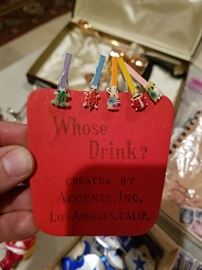 Whose
Drink?
CREATED BY
ACCENTS, INC.
LOS ANGELES, CALIF.